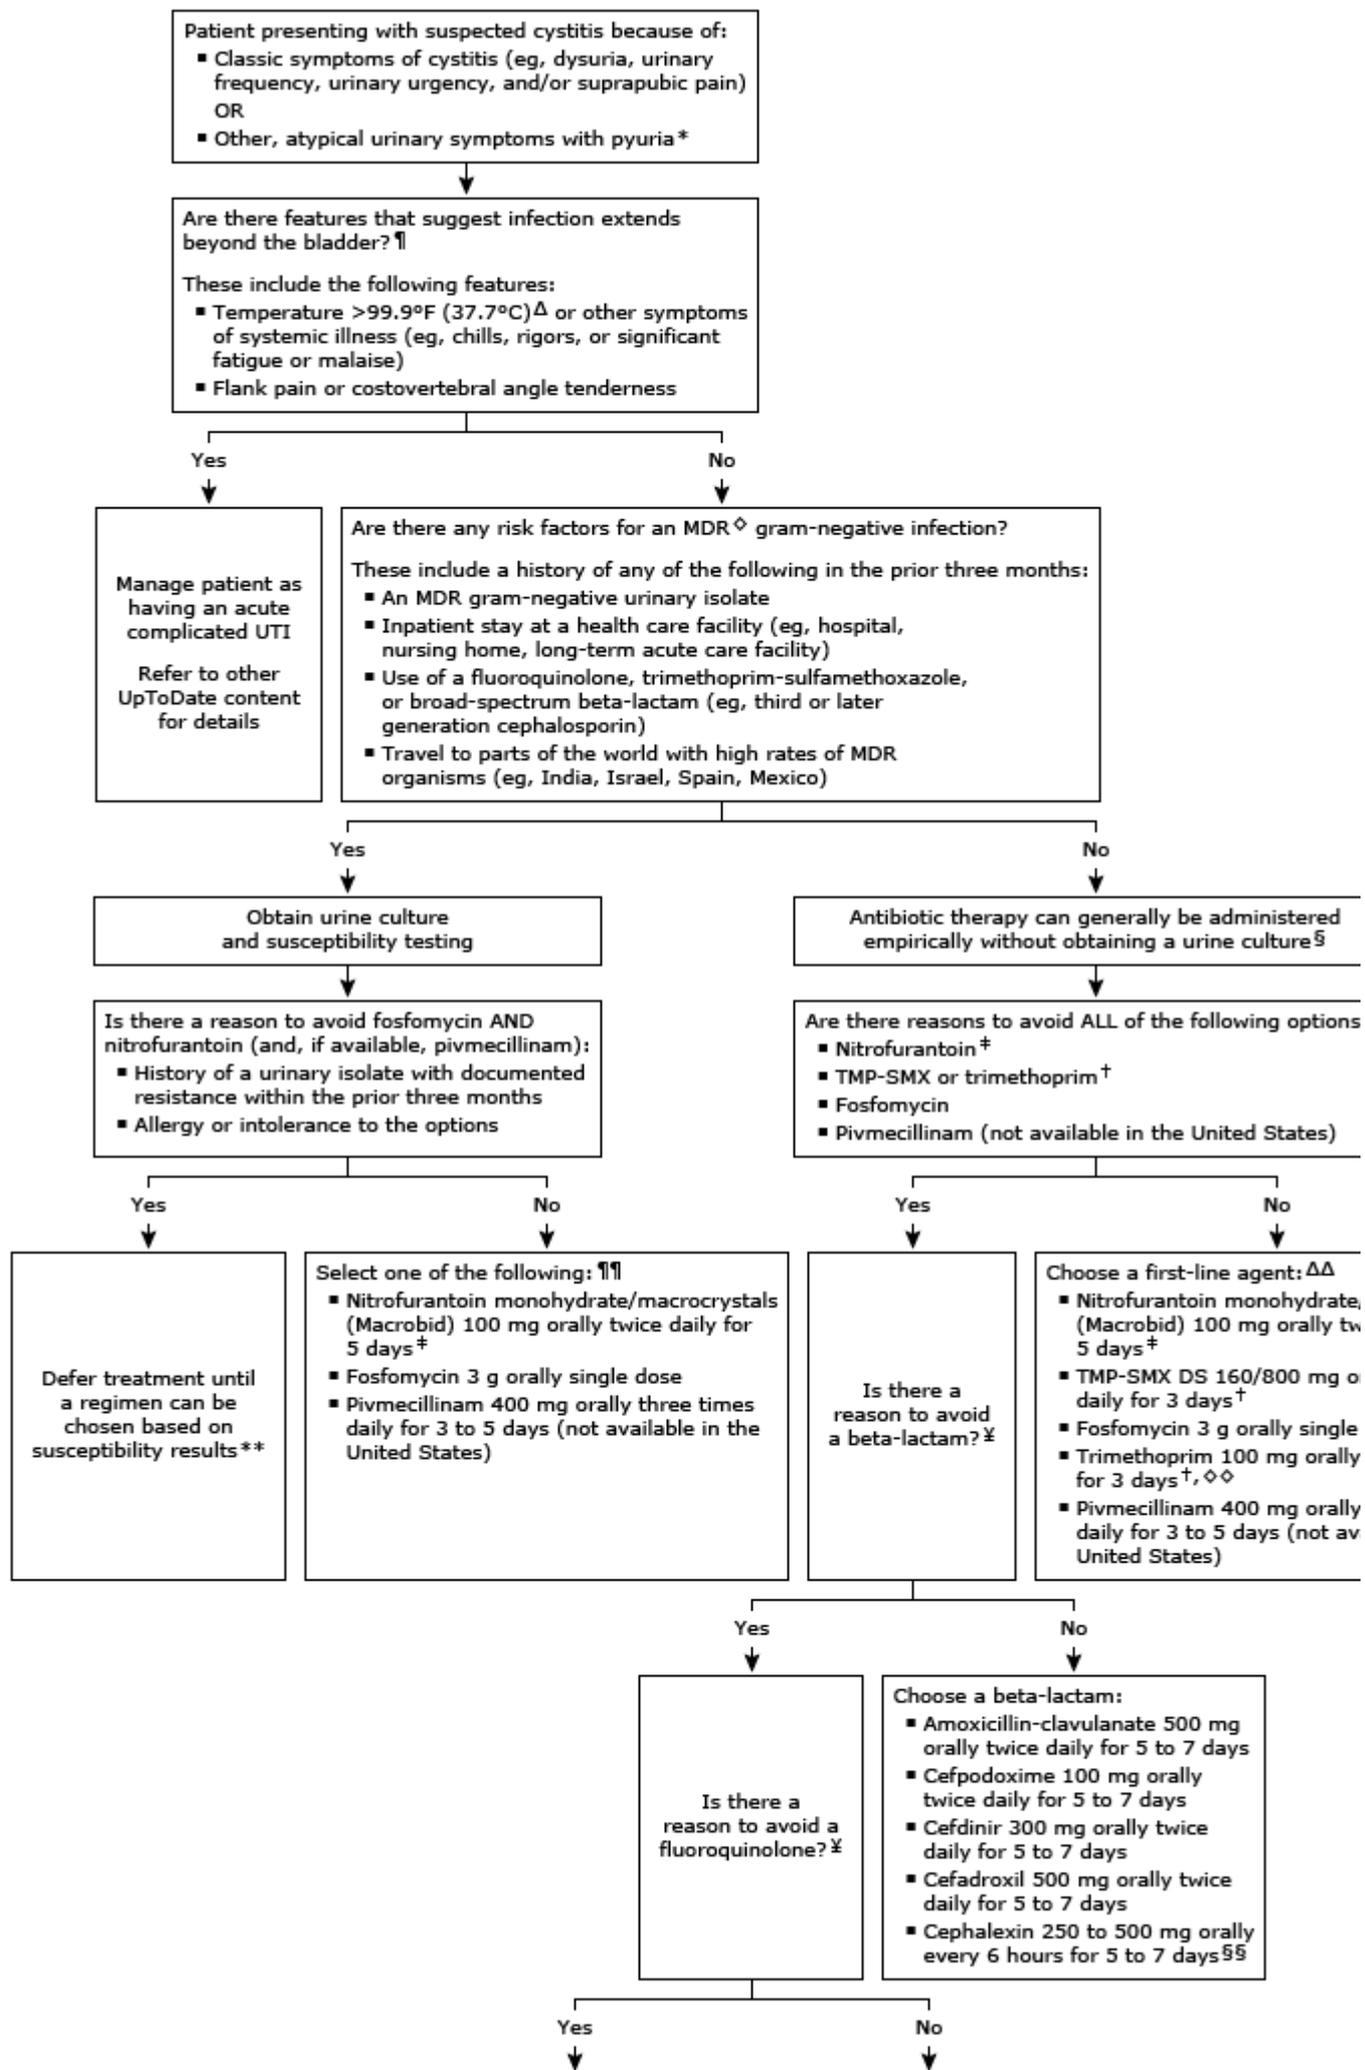 Patient presenting with suspected cystitis because of:
▪ Classic symptoms of cystitis (eg, dysuria, urinary
frequency, urinary urgency, and/or suprapubic pain)
OR
▪ Other, atypical urinary symptoms with pyuria*
Are there features that suggest infection extends
beyond the bladder?¶
These include the following features:
▪ Temperature >99.9ºF (37.7ºC)Δ or other symptoms
of systemic illness (eg, chills, rigors, or significant
fatigue or malaise)
▪ Flank pain or costovertebral angle tenderness
Yes
No
Manage patient as
having an acute
complicated UTI
Refer to other
UpToDate content
for details
Are there any risk factors for an MDR◇ gram-negative infection?
These include a history of any of the following in the prior three months:
▪ An MDR gram-negative urinary isolate
▪ Inpatient stay at a health care facility (eg, hospital,
nursing home, long-term acute care facility)
▪ Use of a fluoroquinolone, trimethoprim-sulfamethoxazole,
or broad-spectrum beta-lactam (eg, third or later
generation cephalosporin)
▪ Travel to parts of the world with high rates of MDR
organisms (eg, India, Israel, Spain, Mexico)
Yes
No
Obtain urine culture
and susceptibility testing
Antibiotic therapy can generally be administered
empirically without obtaining a urine culture§
Is there a reason to avoid fosfomycin AND
nitrofurantoin (and, if available, pivmecillinam):
▪ History of a urinary isolate with documented
resistance within the prior three months
▪ Allergy or intolerance to the options
Are there reasons to avoid ALL of the following options
▪ Nitrofurantoin‡
▪ TMP-SMX or trimethoprim†
▪ Fosfomycin
▪ Pivmecillinam (not available in the United States)
Yes
No
Yes
No
Defer treatment until
a regimen can be
chosen based on
susceptibility results**
Select one of the following:¶¶
▪ Nitrofurantoin monohydrate/macrocrystals
(Macrobid) 100 mg orally twice daily for
5 days‡
▪ Fosfomycin 3 g orally single dose
▪ Pivmecillinam 400 mg orally three times
daily for 3 to 5 days (not available in the
United States)
Is there a
reason to avoid
a beta-lactam?¥
Choose a first-line agent:ΔΔ
▪ Nitrofurantoin monohydrate/
(Macrobid) 100 mg orally tw
5 days‡
▪ TMP-SMX DS 160/800 mg o
daily for 3 days†
▪ Fosfomycin 3 g orally single
▪ Trimethoprim 100 mg orally
for 3 days†,◇◇
▪ Pivmecillinam 400 mg orally
daily for 3 to 5 days (not av
United States)
Yes
No
Is there a
reason to avoid a
fluoroquinolone?¥
Choose a beta-lactam:
▪ Amoxicillin-clavulanate 500 mg
orally twice daily for 5 to 7 days
▪ Cefpodoxime 100 mg orally
twice daily for 5 to 7 days
▪ Cefdinir 300 mg orally twice
daily for 5 to 7 days
▪ Cefadroxil 500 mg orally twice
daily for 5 to 7 days
▪ Cephalexin 250 to 500 mg orally
every 6 hours for 5 to 7 days§§
Yes
No